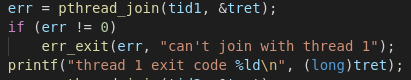 err = pthread_join(tid1, &tret);
if (err != 0)
    err_exit(err, "can't join with thread 1");
printf("thread 1 exit code %ld\n", (long)tret);